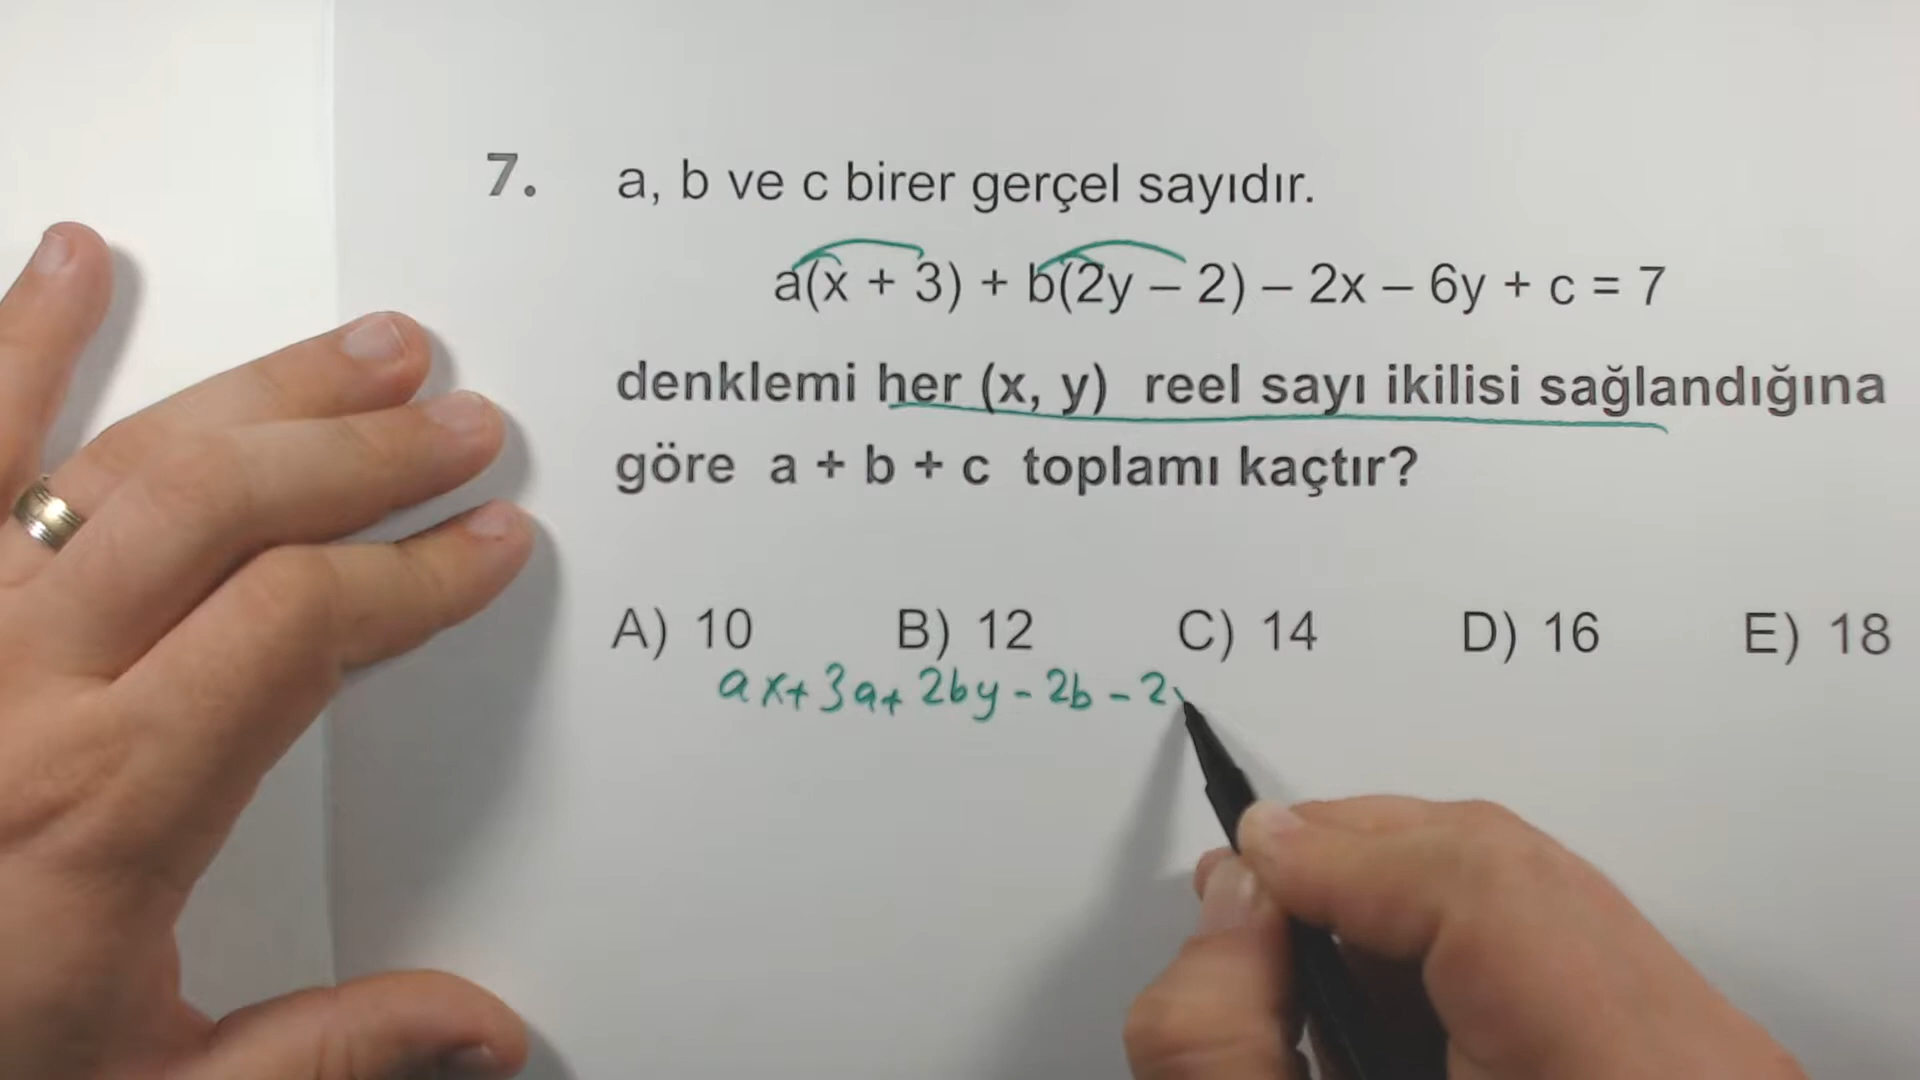 7. a, b ve c birer gerçel sayıdır.
a(x + 3) + b(2y – 2) – 2x – 6y + c = 7
denklemi her (x, y) reel sayı ikilisi sağlandığına
göre a + b + c toplamı kaçtır?
A) 10 B) 12 C) 14 D) 16 E) 18
ax+3a+2by-2b-2x